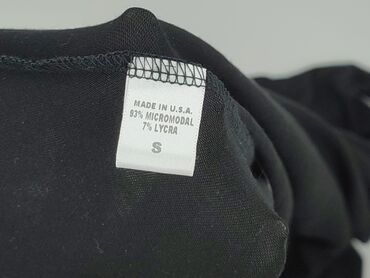 MADE IN U.S.A.
93% MICROMODAL
7% LYCRA
S